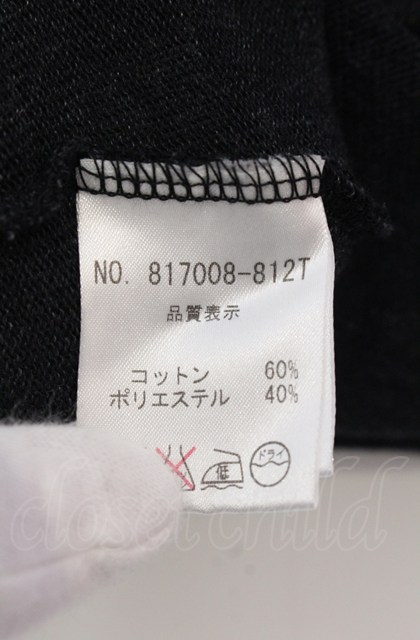 NO. 817008-812T
品質表示
コットン 60%
ポリエステル 40%
低 ドライ
closet child